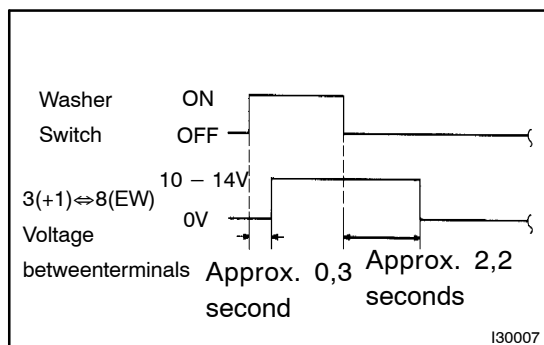 Washer ON
Switch OFF
10 – 14V
3(+1)⇔8(EW)
0V
Voltage
betweenterminals
Approx. 0,3
second
Approx. 2,2
seconds
I30007